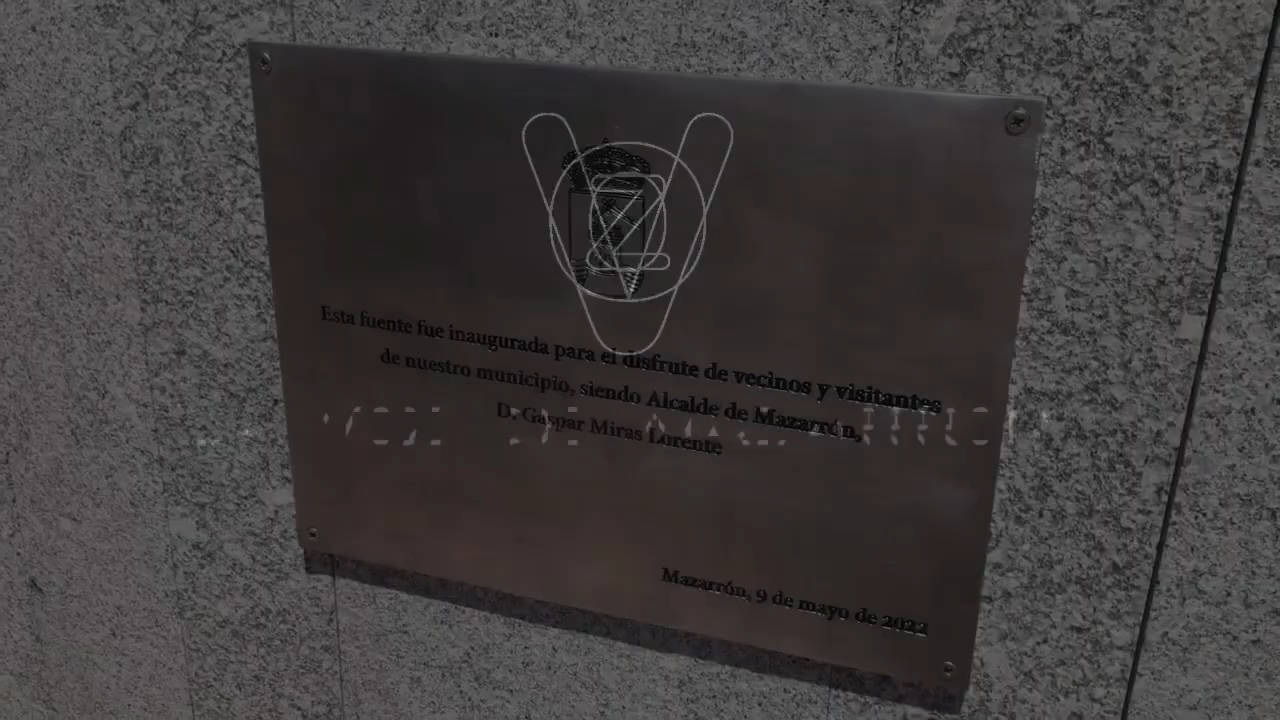 Esta fuente fue inaugurada para el disfrute de vecinos y visitantes
de nuestro municipio, siendo Alcalde de Mazarrón,
D. Gaspar Miras Lorente
Mazarrón, 9 de mayo de 2022